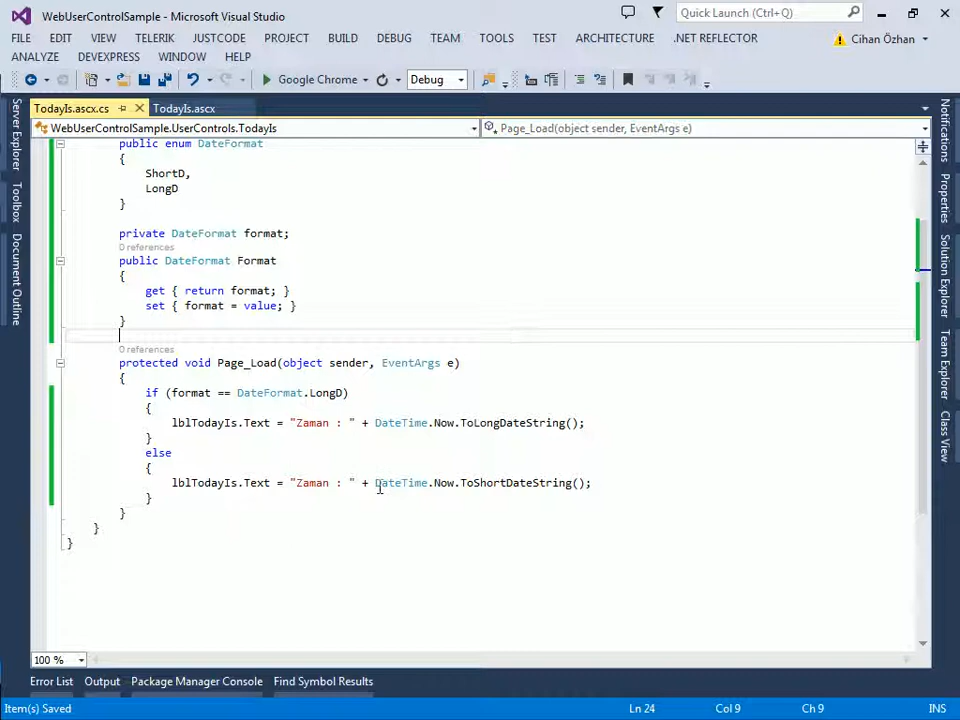 WebUserControlSample - Microsoft Visual Studio
Quick Launch (Ctrl+Q)
FILE EDIT VIEW TELERIK JUSTCODE PROJECT BUILD DEBUG TEAM TOOLS TEST ARCHITECTURE .NET REFLECTOR
Cihan Özhan
ANALYZE DEVEXPRESS WINDOW HELP
Google Chrome
Debug
TodayIs.ascx.cs
TodayIs.ascx
WebUserControlSample.UserControls.TodayIs
Page_Load(object sender, EventArgs e)
Server Explorer
Toolbox
Document Outline
public enum DateFormat
{
ShortD,
LongD
}
private DateFormat format;
0 references
public DateFormat Format
{
get { return format; }
set { format = value; }
}
0 references
protected void Page_Load(object sender, EventArgs e)
{
if (format == DateFormat.LongD)
{
lblTodayIs.Text = "Zaman : " + DateTime.Now.ToLongDateString();
}
else
{
lblTodayIs.Text = "Zaman : " + DateTime.Now.ToShortDateString();
}
}
}
}
Notifications
Properties
Solution Explorer
Team Explorer
Class View
100 %
Error List Output Package Manager Console Find Symbol Results
Item(s) Saved
Ln 24 Col 9 Ch 9 INS